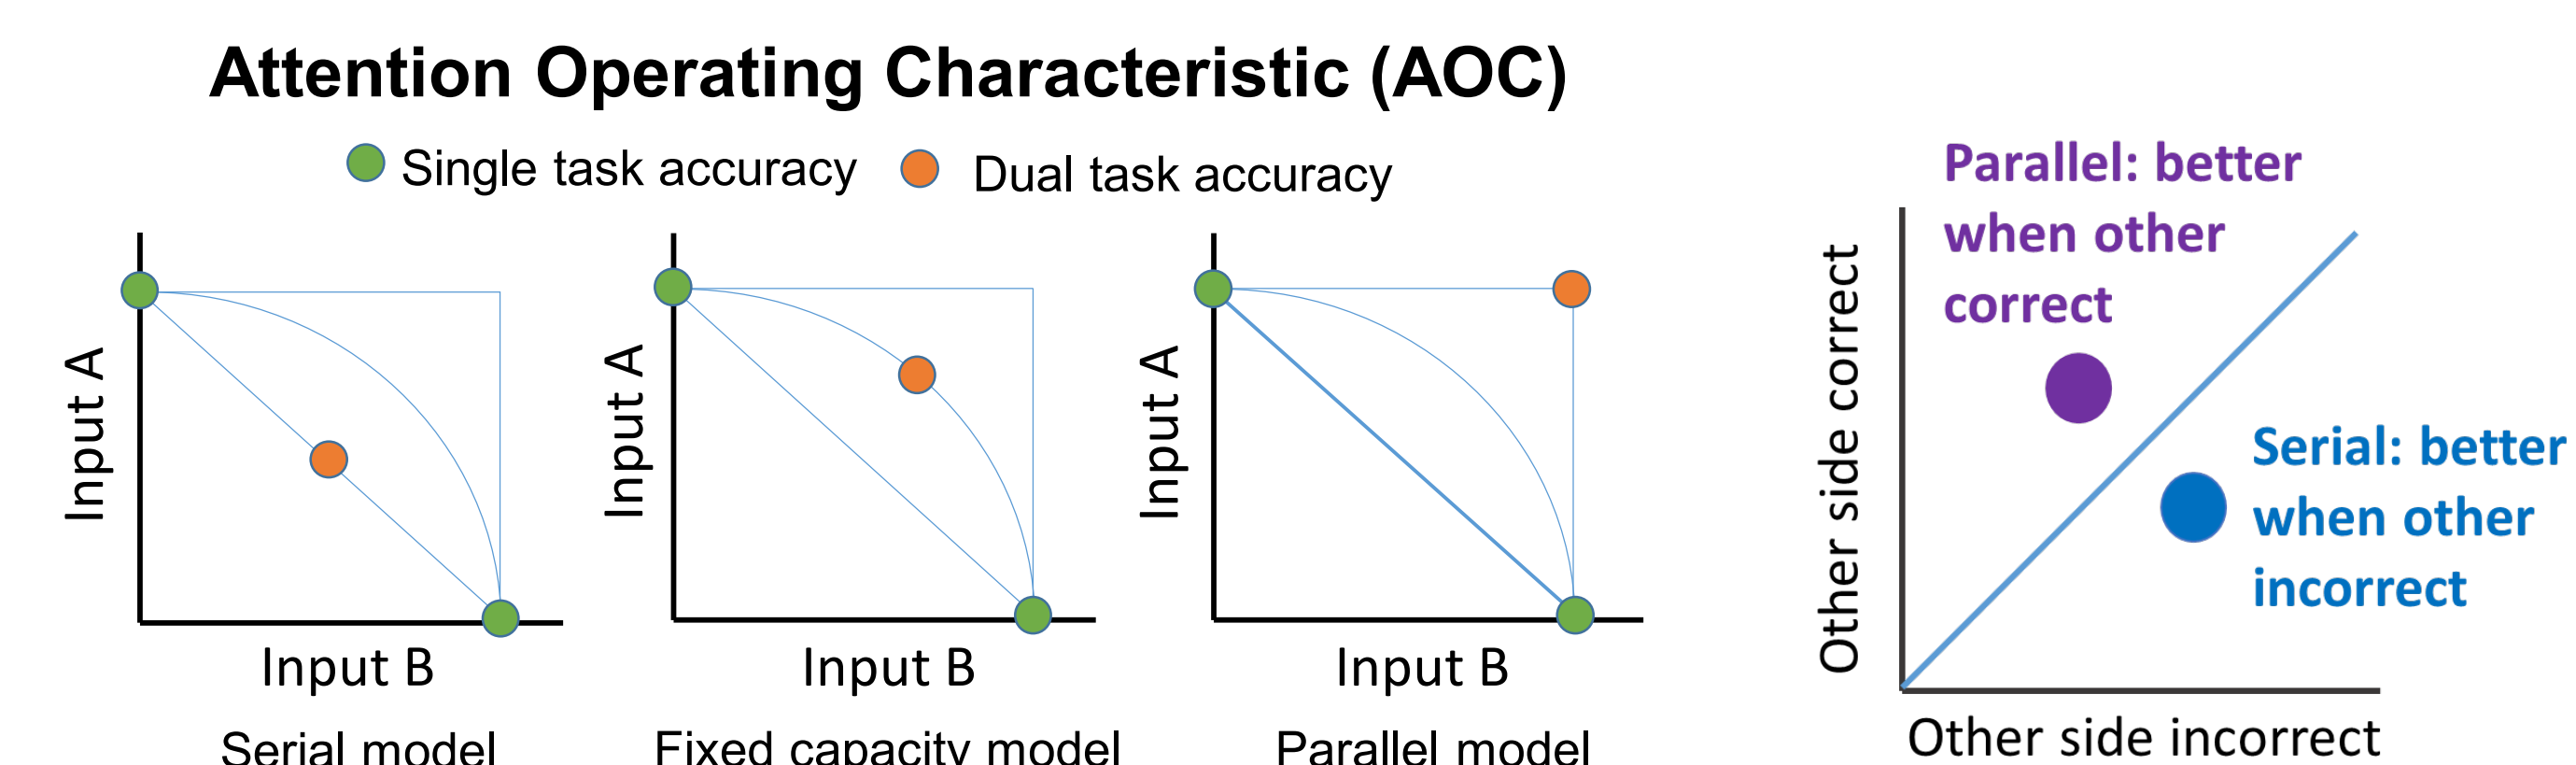 Attention Operating Characteristic (AOC)
Single task accuracy
Dual task accuracy
Input A
Input B
Serial model
Input A
Input B
Fixed capacity model
Input A
Input B
Parallel model
Other side correct
Parallel: better
when other
correct
Serial: better
when other
incorrect
Other side incorrect